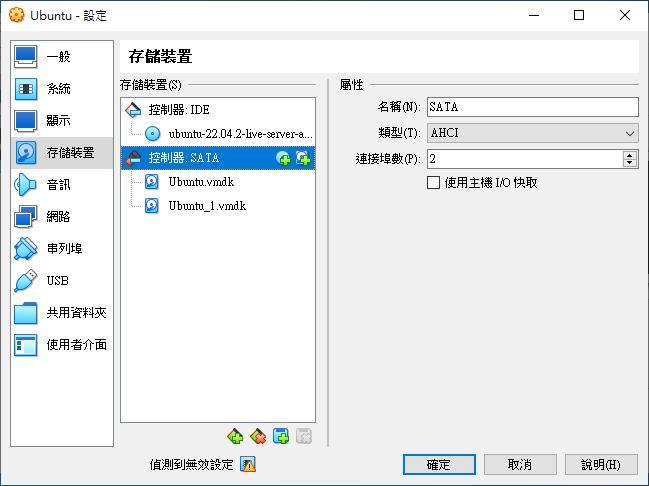 Ubuntu - 設定
一般
系統
顯示
存儲裝置
音訊
網路
串列埠
USB
共用資料夾
使用者介面
存儲裝置
存儲裝置(S)
控制器: IDE
ubuntu-22.04.2-live-server-a...
控制器: SATA
Ubuntu.vmdk
Ubuntu_1.vmdk
屬性
名稱(N): SATA
類型(T): AHCI
連接埠數(P): 2
使用主機 I/O 快取
偵測到無效設定
確定
取消
說明(H)